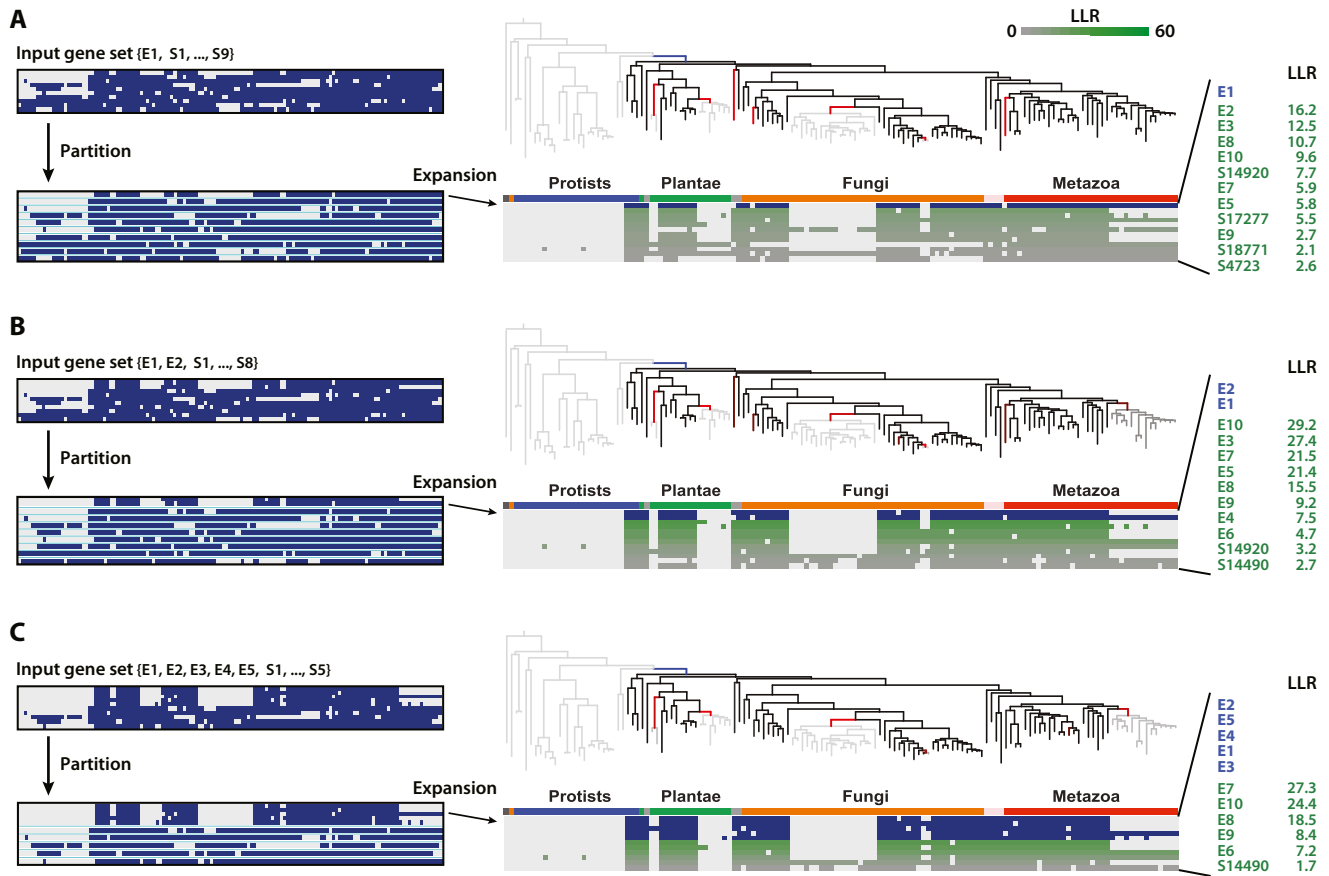 A
Input gene set {E1, S1, ..., S9}
Partition
Expansion
LLR
0 60
Protists Plantae Fungi Metazoa
LLR
E1
E2 16.2
E3 12.5
E8 10.7
E10 9.6
S14920 7.7
E7 5.9
E5 5.8
S17277 5.5
E9 2.7
S18771 2.1
S4723 2.6
B
Input gene set {E1, E2, S1, ..., S8}
Partition
Expansion
Protists Plantae Fungi Metazoa
LLR
E2
E1
E10 29.2
E3 27.4
E7 21.5
E5 21.4
E8 15.5
E9 9.2
E4 7.5
E6 4.7
S14920 3.2
S14490 2.7
C
Input gene set {E1, E2, E3, E4, E5, S1, ..., S5}
Partition
Expansion
Protists Plantae Fungi Metazoa
LLR
E2
E5
E4
E1
E3
E7 27.3
E10 24.4
E8 18.5
E9 8.4
E6 7.2
S14490 1.7